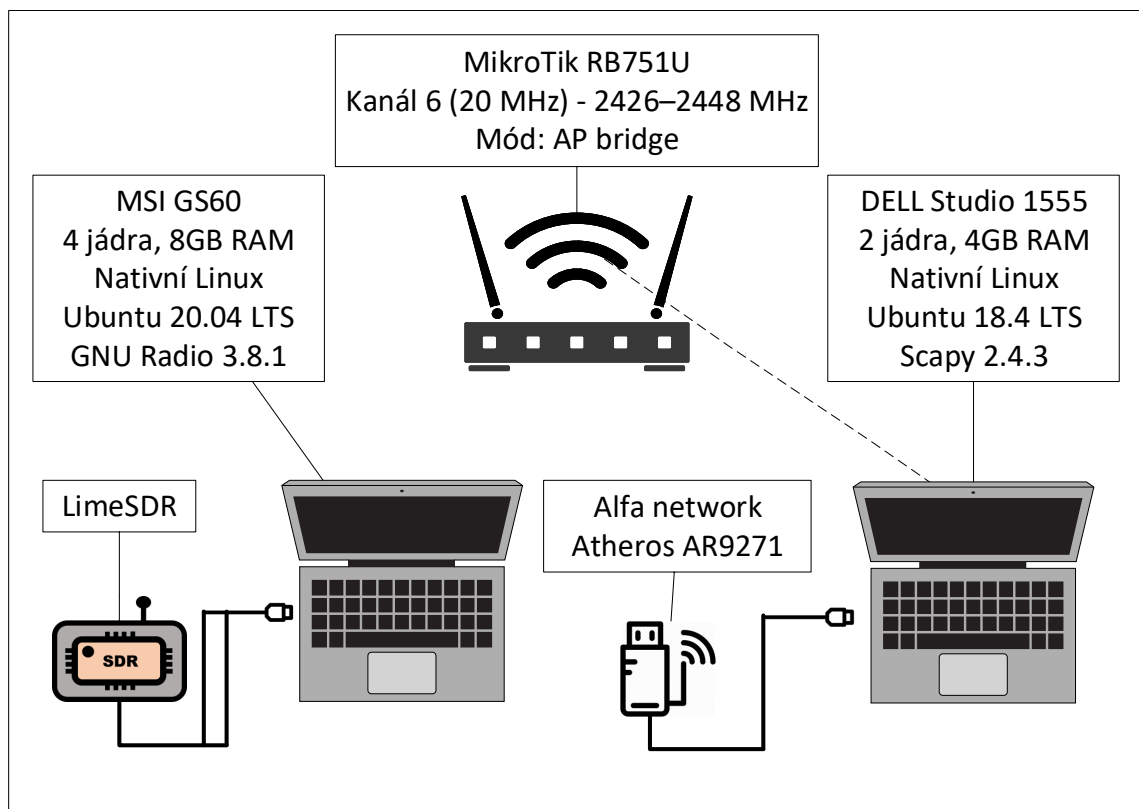 MikroTik RB751U
Kanál 6 (20 MHz) - 2426–2448 MHz
Mód: AP bridge
MSI GS60
4 jádra, 8GB RAM
Nativní Linux
Ubuntu 20.04 LTS
GNU Radio 3.8.1
DELL Studio 1555
2 jádra, 4GB RAM
Nativní Linux
Ubuntu 18.4 LTS
Scapy 2.4.3
LimeSDR
Alfa network
Atheros AR9271
SDR